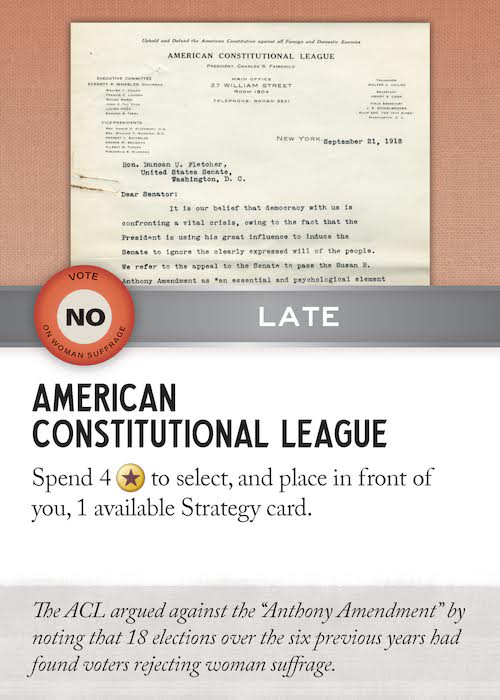 Uphold and Defend the American Constitution against all Foreign and Domestic Enemies
AMERICAN CONSTITUTIONAL LEAGUE
PRESIDENT, CHARLES S. FAIRCHILD
EXECUTIVE COMMITTEE
EVERETT P. WHEELER, CHAIRMAN
MAIN OFFICE
27 WILLIAM STREET
ROOM 1804
TELEPHONE: BROAD 3831
TREASURER
SECRETARY
VICE-PRESIDENTS
NEW YORK, September 21, 1918
Hon. Duncan U. Fletcher,
United States Senate,
Washington, D. C.
Dear Senator:
It is our belief that democracy with us is
confronting a vital crisis, owing to the fact that the
President is using his great influence to induce the
Senate to ignore the clearly expressed will of the people.
We refer to the appeal to the Senate to pass the Susan B.
Anthony Amendment as "an essential and psychological element
VOTE
NO
ON WOMAN SUFFRAGE
LATE
AMERICAN
CONSTITUTIONAL LEAGUE
Spend 4 to select, and place in front of
you, 1 available Strategy card.
The ACL argued against the “Anthony Amendment” by
noting that 18 elections over the six previous years had
found voters rejecting woman suffrage.